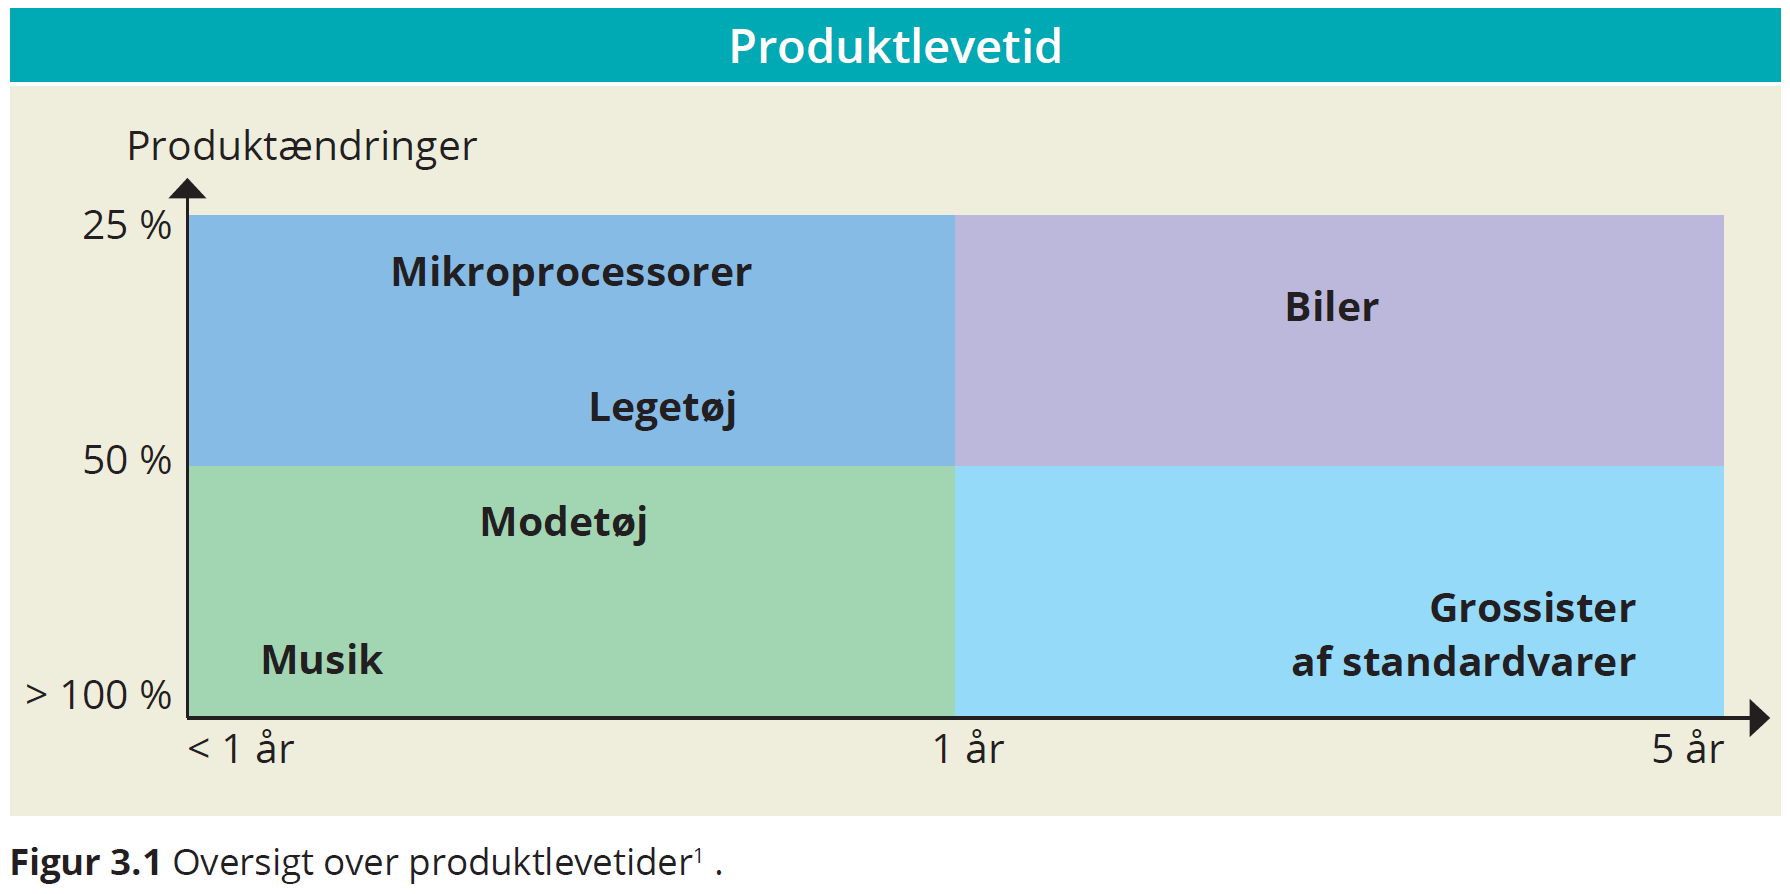 Produktlevetid
Produktændringer
25 %
Mikroprocessorer
Biler
Legetøj
50 %
Modetøj
Grossister
af standardvarer
Musik
> 100 %
< 1 år
1 år
5 år
Figur 3.1 Oversigt over produktlevetider¹ .